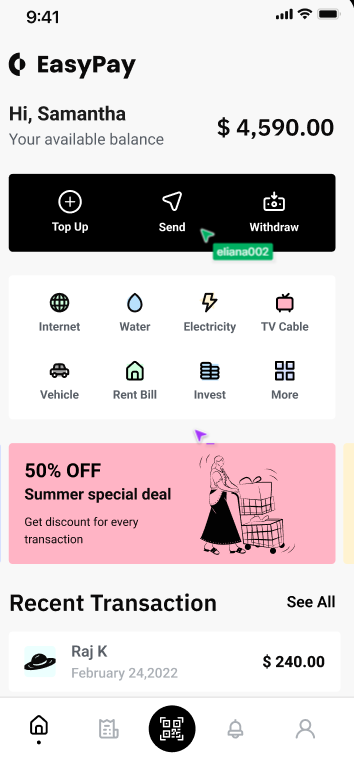 9:41
EasyPay
Hi, Samantha
Your available balance
$ 4,590.00
Top Up
Send
Withdraw
eliana002
Internet
Water
Electricity
TV Cable
Vehicle
Rent Bill
Invest
More
50% OFF
Summer special deal
Get discount for every
transaction
Recent Transaction
See All
Raj K
February 24,2022
$ 240.00